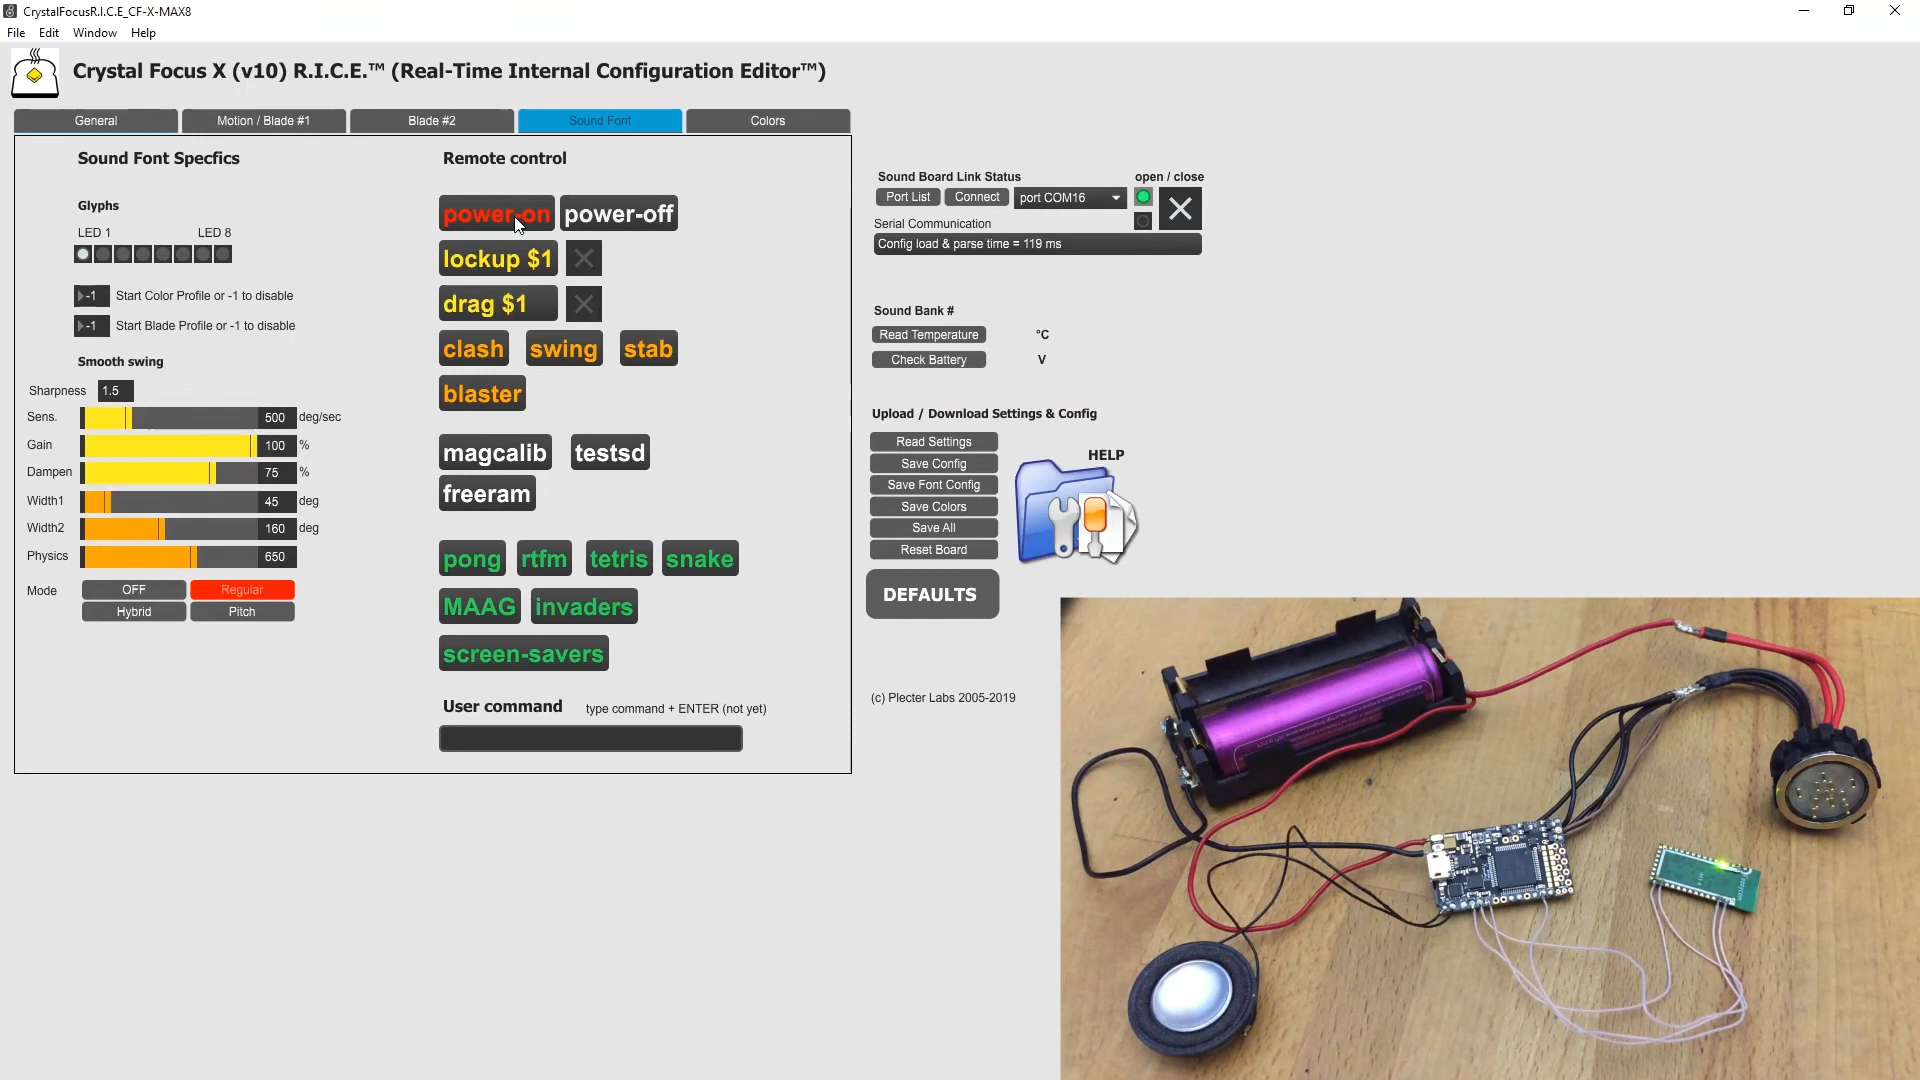 CrystalFocusR.I.C.E_CF-X-MAX8
File Edit Window Help
Crystal Focus X (v10) R.I.C.E.™ (Real-Time Internal Configuration Editor™)
General Motion / Blade #1 Blade #2 Sound Font Colors
Sound Font Specfics
Glyphs
LED 1 LED 8
-1 Start Color Profile or -1 to disable
-1 Start Blade Profile or -1 to disable
Smooth swing
Sharpness 1.5
Sens. 500 deg/sec
Gain 100 %
Dampen 75 %
Width1 45 deg
Width2 160 deg
Physics 650
Mode OFF Regular
Hybrid Pitch
Remote control
power-on power-off
lockup $1
drag $1
clash swing stab
blaster
magcalib testsd
freeram
pong rtfm tetris snake
MAAG invaders
screen-savers
User command type command + ENTER (not yet)
Sound Board Link Status open / close
Port List Connect port COM16
Serial Communication
Config load & parse time = 119 ms
Sound Bank #
Read Temperature °C
Check Battery V
Upload / Download Settings & Config
Read Settings
Save Config
Save Font Config
Save Colors
Save All
Reset Board
HELP
DEFAULTS
(c) Plecter Labs 2005-2019